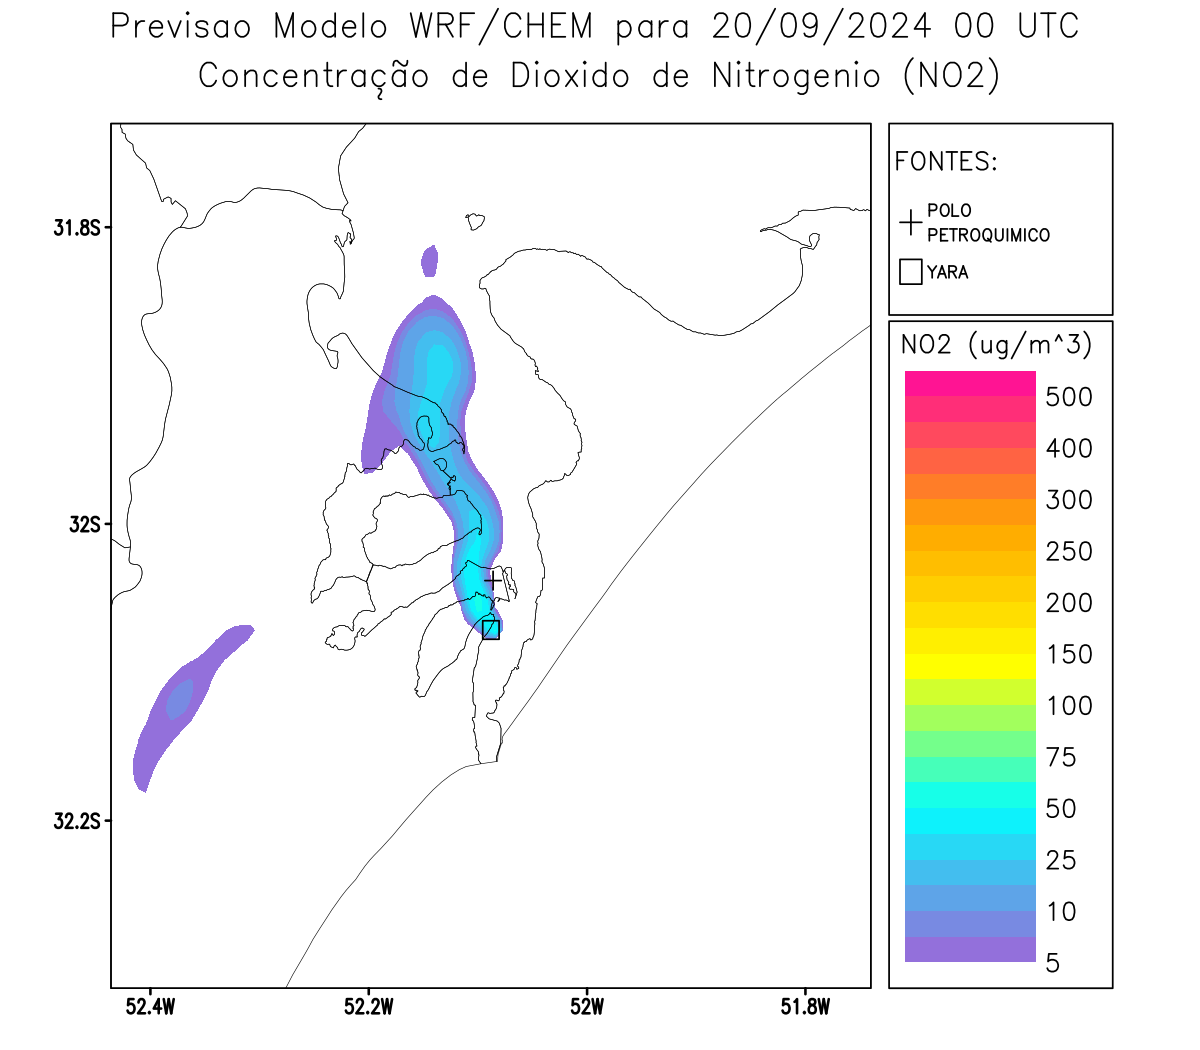 Previsao Modelo WRF/CHEM para 20/09/2024 00 UTC
Concentração de Dioxido de Nitrogenio (NO2)
FONTES:
POLO
PETROQUIMICO
YARA
NO2 (ug/m^3)
500
400
300
250
200
150
100
75
50
25
10
5
31.8S
32S
32.2S
52.4W
52.2W
52W
51.8W